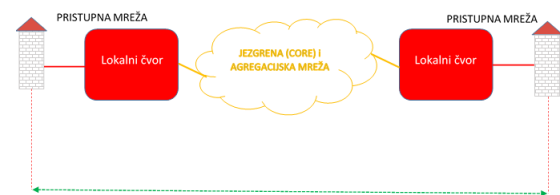 PRISTUPNA MREŽA
PRISTUPNA MREŽA
Lokalni čvor
JEZGRENA (CORE) I
AGREGACIJSKA MREŽA
Lokalni čvor